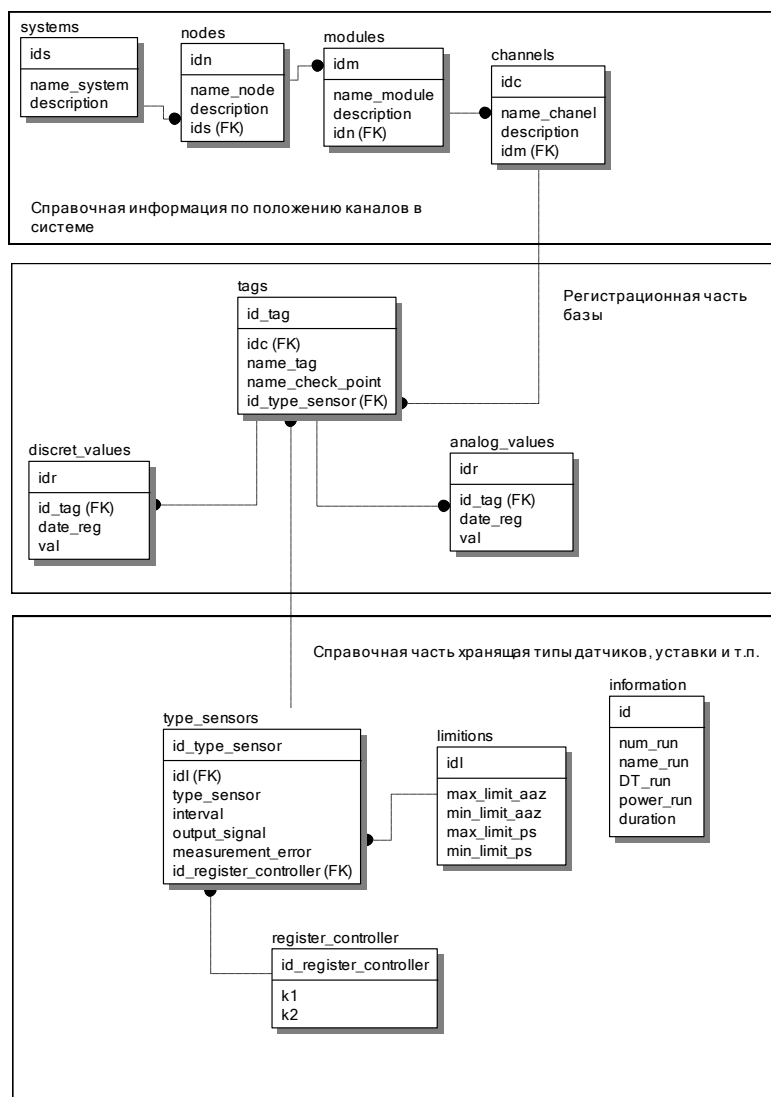 systems
ids
name_system
description
nodes
idn
name_node
description
ids (FK)
modules
idm
name_module
description
idn (FK)
channels
idc
name_chanel
description
idm (FK)
Справочная информация по положению каналов в
системе
tags
id_tag
idc (FK)
name_tag
name_check_point
id_type_sensor (FK)
Регистрационная часть
базы
discret_values
idr
id_tag (FK)
date_reg
val
analog_values
idr
id_tag (FK)
date_reg
val
Справочная часть хранящая типы датчиков, уставки и т.п.
type_sensors
id_type_sensor
idl (FK)
type_sensor
interval
output_signal
measurement_error
id_register_controller (FK)
limitions
idl
max_limit_aaz
min_limit_aaz
max_limit_ps
min_limit_ps
information
id
num_run
name_run
DT_run
power_run
duration
register_controller
id_register_controller
k1
k2